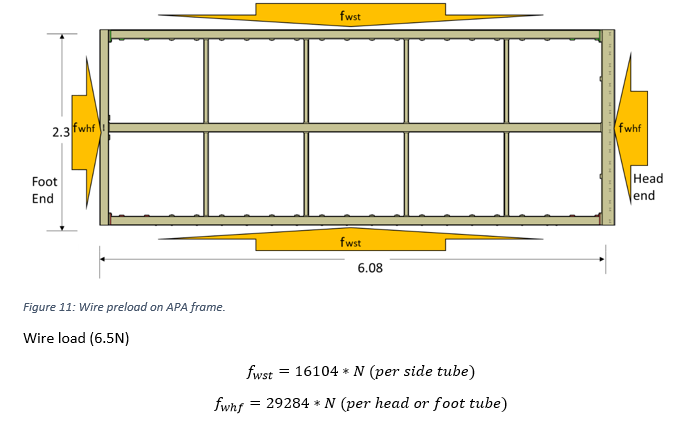 fwst
2.3
fwhf
fwhf
Foot
End
Head
end
fwst
6.08
Figure 11: Wire preload on APA frame.
Wire load (6.5N)
fwst = 16104 * N (per side tube)
fwhf = 29284 * N (per head or foot tube)